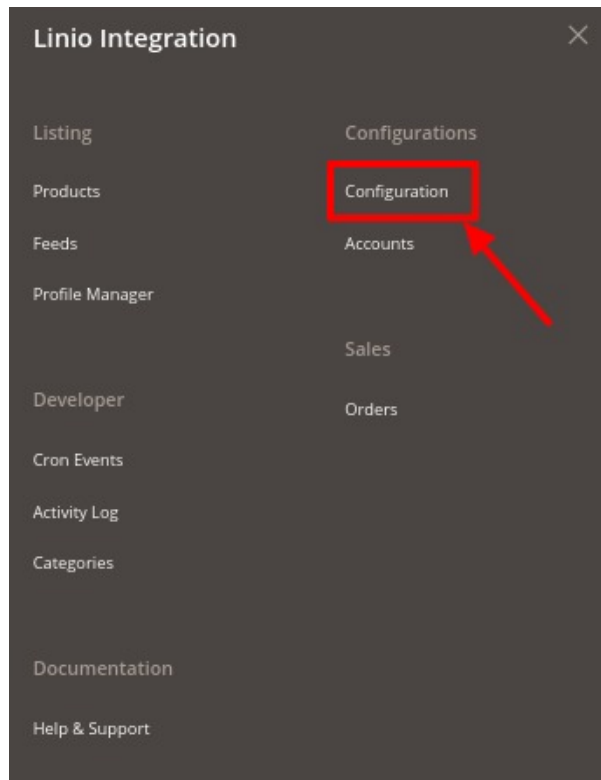 Linio Integration
Listing
Products
Feeds
Profile Manager
Developer
Cron Events
Activity Log
Categories
Documentation
Help & Support
Configurations
Configuration
Accounts
Sales
Orders